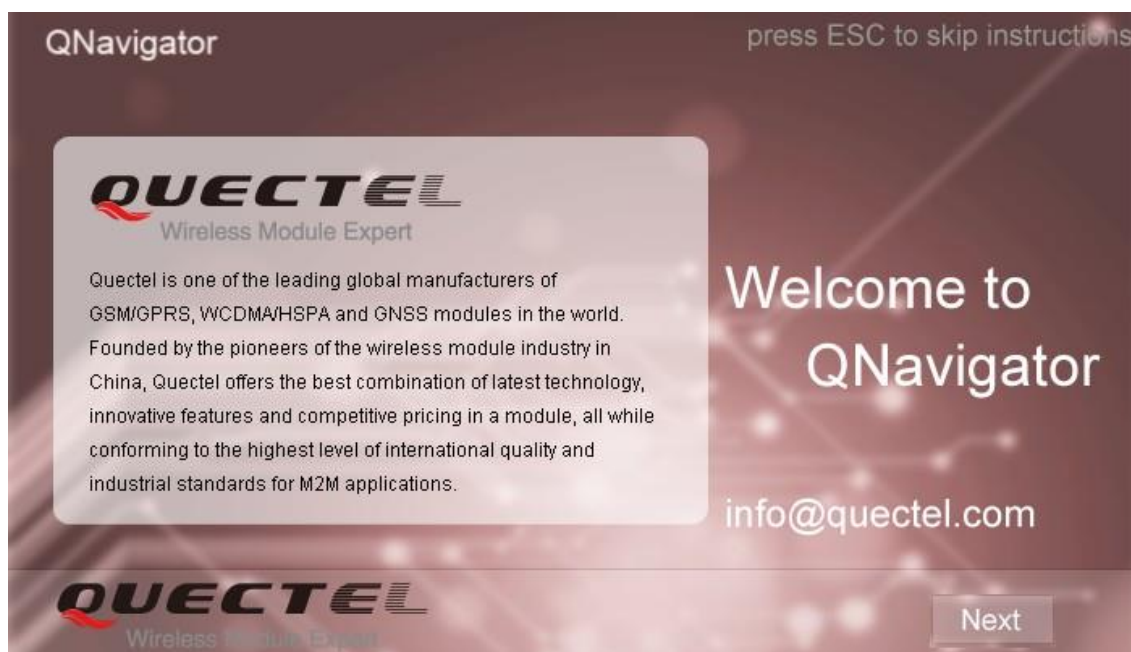 QNavigator
press ESC to skip instructions
QUECTEL
Wireless Module Expert
Quectel is one of the leading global manufacturers of
GSM/GPRS, WCDMA/HSPA and GNSS modules in the world.
Founded by the pioneers of the wireless module industry in
China, Quectel offers the best combination of latest technology,
innovative features and competitive pricing in a module, all while
conforming to the highest level of international quality and
industrial standards for M2M applications.
Welcome to
QNavigator
info@quectel.com
QUECTEL
Wireless Module Expert
Next